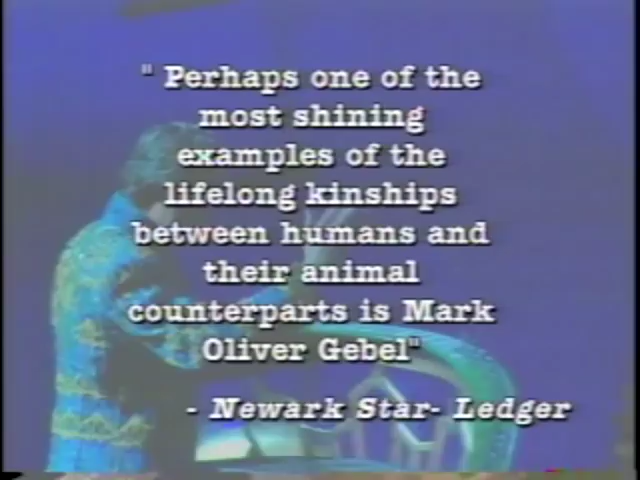 " Perhaps one of the
most shining
examples of the
lifelong kinships
between humans and
their animal
counterparts is Mark
Oliver Gebel"
- Newark Star- Ledger